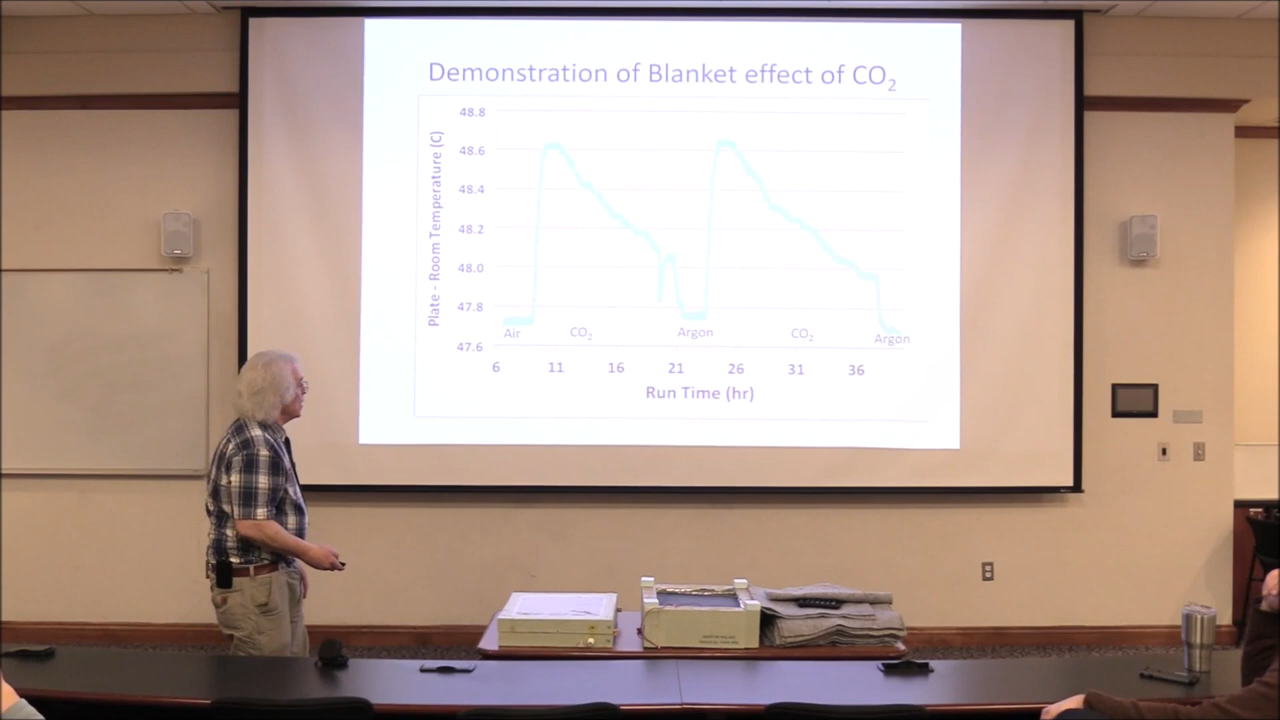 Demonstration of Blanket effect of CO₂
48.8
48.6
48.4
48.2
48.0
47.8
47.6
Plate - Room Temperature (C)
Air CO₂ Argon CO₂ Argon
6 11 16 21 26 31 36
Run Time (hr)